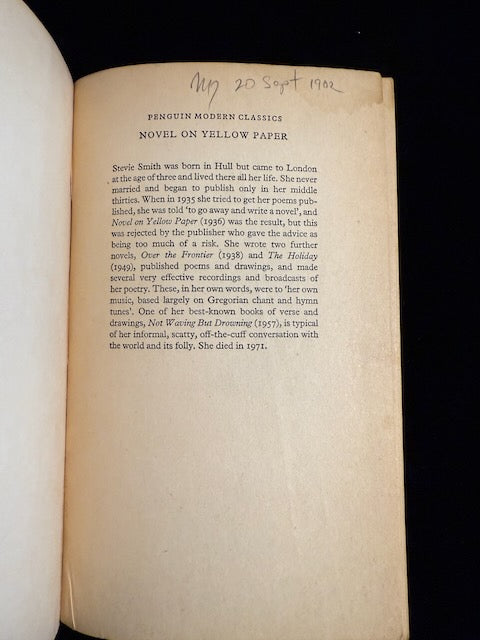 20 Sept 1982
PENGUIN MODERN CLASSICS
NOVEL ON YELLOW PAPER
Stevie Smith was born in Hull but came to London
at the age of three and lived there all her life. She never
married and began to publish only in her middle
thirties. When in 1935 she tried to get her poems pub-
lished, she was told 'to go away and write a novel', and
Novel on Yellow Paper (1936) was the result, but this
was rejected by the publisher who gave the advice as
being too much of a risk. She wrote two further
novels, Over the Frontier (1938) and The Holiday
(1949), published poems and drawings, and made
several very effective recordings and broadcasts of
her poetry. These, in her own words, were to 'her own
music, based largely on Gregorian chant and hymn
tunes'. One of her best-known books of verse and
drawings, Not Waving But Drowning (1957), is typical
of her informal, scatty, off-the-cuff conversation with
the world and its folly. She died in 1971.